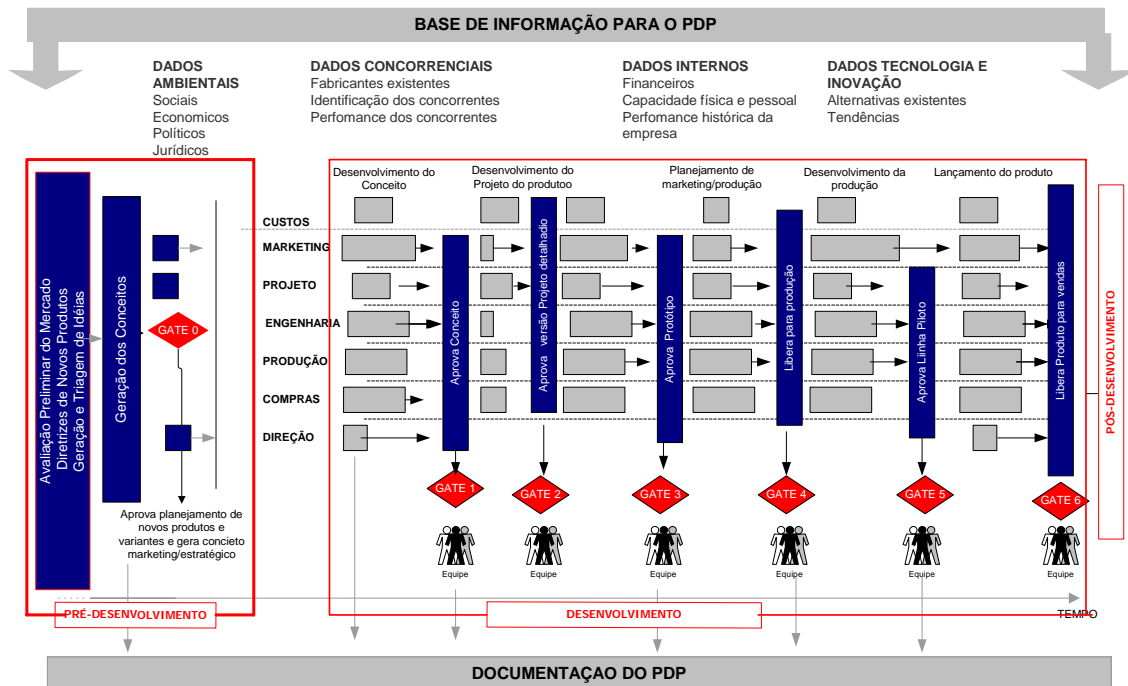 BASE DE INFORMAÇÃO PARA O PDP
DADOS
AMBIENTAIS
Sociais
Economicos
Políticos
Jurídicos
DADOS CONCORRENCIAIS
Fabricantes existentes
Identificação dos concorrentes
Perfomance dos concorrentes
DADOS INTERNOS
Financeiros
Capacidade física e pessoal
Perfomance histórica da
empresa
DADOS TECNOLOGIA E
INOVAÇÃO
Alternativas existentes
Tendências
Avaliação Preliminar do Mercado
Diretrizes de Novos Produtos
Geração e Triagem de Idéias
Geração dos Conceitos
GATE 0
Aprova planejamento de
novos produtos e
variantes e gera concieto
marketing/estratégico
PRÉ-DESENVOLVIMENTO
Desenvolvimento do
Conceito
Desenvolvimento do
Projeto do produtoo
Planejamento de
marketing/produção
Desenvolvimento da
produção
Lançamento do produto
CUSTOS
MARKETING
PROJETO
ENGENHARIA
PRODUÇÃO
COMPRAS
DIREÇÃO
Aprova Conceito
Aprova versão Projeto detalhadio
Aprova Protótipo
Libera para produção
Aprova Liinha Piloto
Libera Produto para vendas
GATE 1
GATE 2
GATE 3
GATE 4
GATE 5
GATE 6
Equipe
Equipe
Equipe
Equipe
Equipe
Equipe
PÓS-DESENVOLVIMENTO
DESENVOLVIMENTO
TEMPO
DOCUMENTAÇAO DO PDP